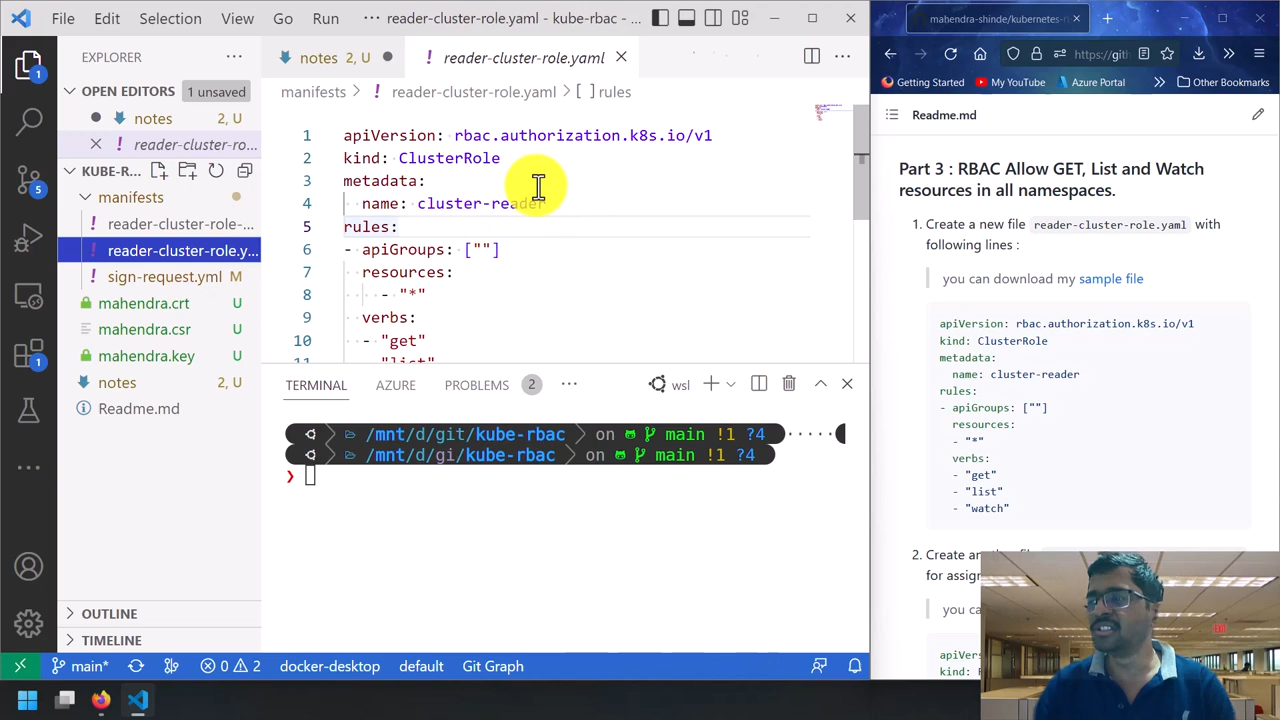 File Edit Selection View Go Run ··· reader-cluster-role.yaml - kube-rbac - ...
EXPLORER
OPEN EDITORS 1 unsaved
notes 2, U
reader-cluster-ro...
KUBE-R...
manifests
reader-cluster-role-...
reader-cluster-role.y...
sign-request.yml M
mahendra.crt U
mahendra.csr U
mahendra.key U
notes 2, U
Readme.md
OUTLINE
TIMELINE
notes 2, U
reader-cluster-role.yaml
manifests > reader-cluster-role.yaml > [ ] rules
1 apiVersion: rbac.authorization.k8s.io/v1
2 kind: ClusterRole
3 metadata:
4 name: cluster-reader
5 rules:
6 - apiGroups: [""]
7 resources:
8 - "*"
9 verbs:
10 - "get"
11 - "list"
TERMINAL AZURE PROBLEMS 2 ··· wsl
/mnt/d/git/kube-rbac on main !1 ?4 ·····
/mnt/d/gi/kube-rbac on main !1 ?4
❯
main* 0 2 docker-desktop default Git Graph
mahendra-shinde/kubernetes-r
https://git
Getting Started My YouTube Azure Portal Other Bookmarks
Readme.md
Part 3 : RBAC Allow GET, List and Watch
resources in all namespaces.
1. Create a new file reader-cluster-role.yaml with
following lines :
you can download my sample file
apiVersion: rbac.authorization.k8s.io/v1
kind: ClusterRole
metadata:
name: cluster-reader
rules:
- apiGroups: [""]
resources:
- "*"
verbs:
- "get"
- "list"
- "watch"
2. Create an
for assig
you ca
apiVe
kind: R